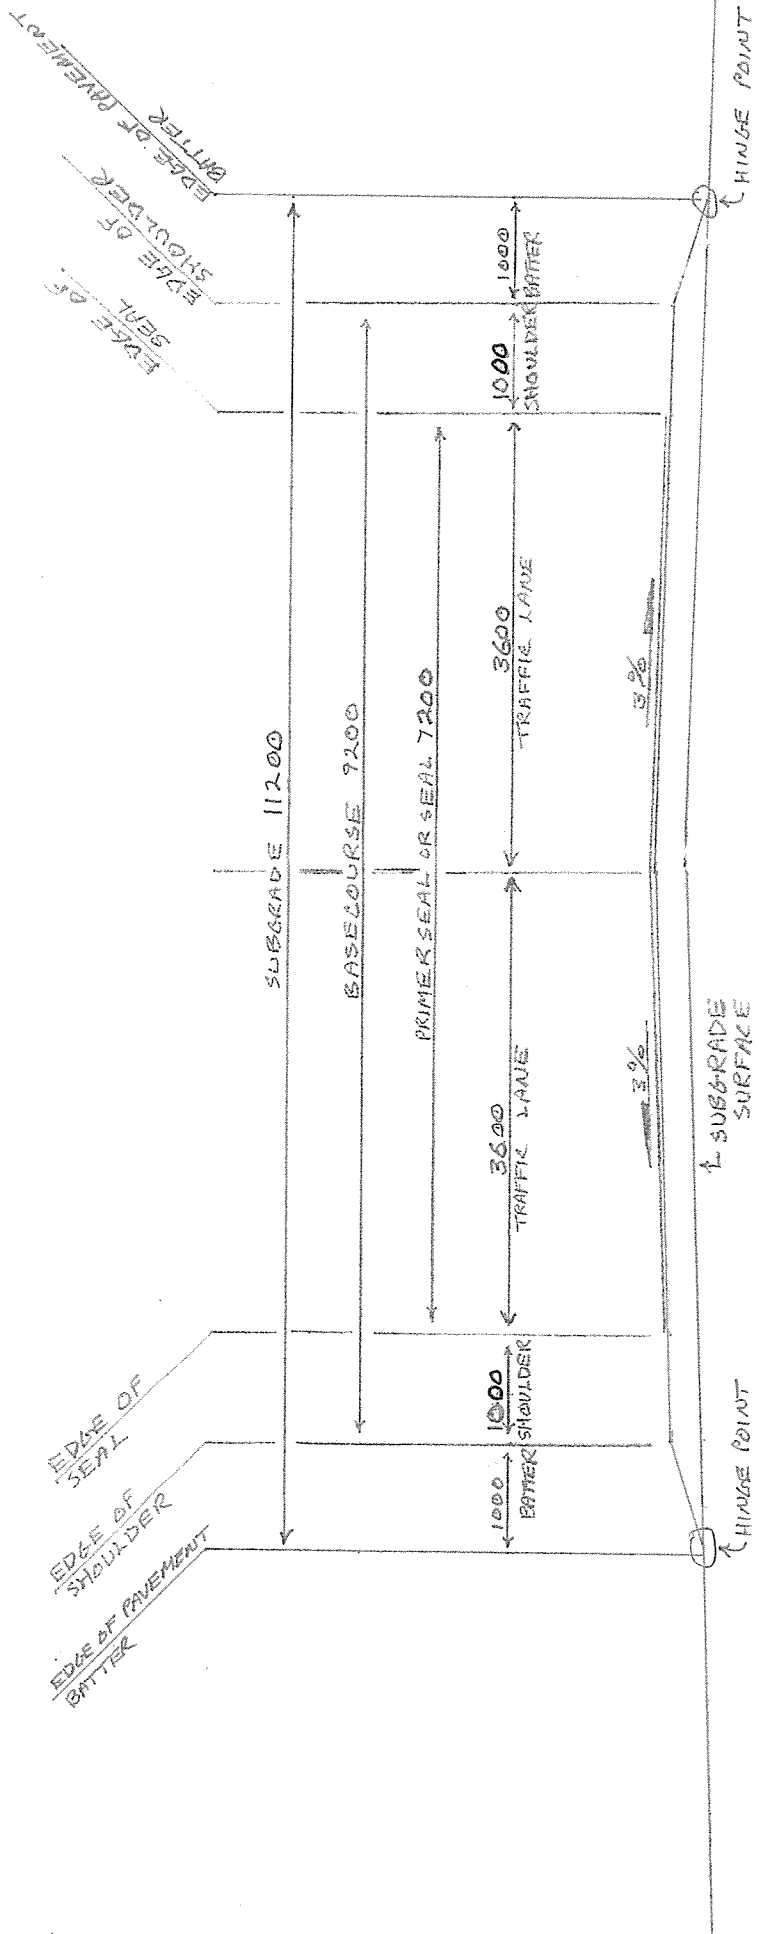 EDGE OF PAVEMENT
BATTER
EDGE OF
SHOULDER
EDGE OF
SEAL
EDGE OF
SEAL
EDGE OF
SHOULDER
EDGE OF PAVEMENT
BATTER
SUBGRADE 11200
BASECOURSE 9200
PRIMERSEAL OR SEAL 7200
1000
BATTER
1000
SHOULDER
3600
TRAFFIC LANE
3600
TRAFFIC LANE
1000
SHOULDER
1000
BATTER
3%
3%
HINGE POINT
SUBGRADE
SURFACE
HINGE POINT